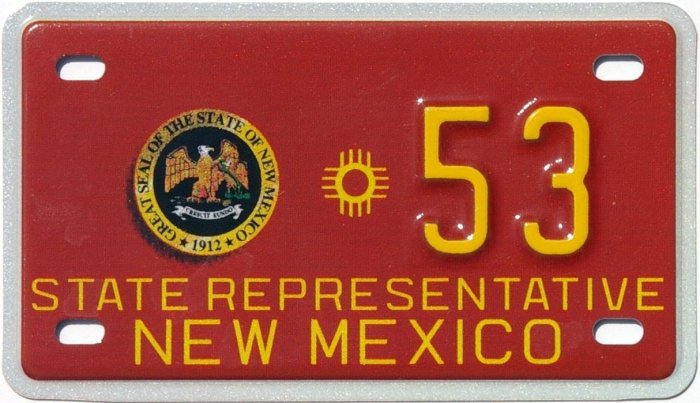 GREAT SEAL OF THE STATE OF NEW MEXICO
CRESCIT EUNDO
1912
53
STATE REPRESENTATIVE
NEW MEXICO